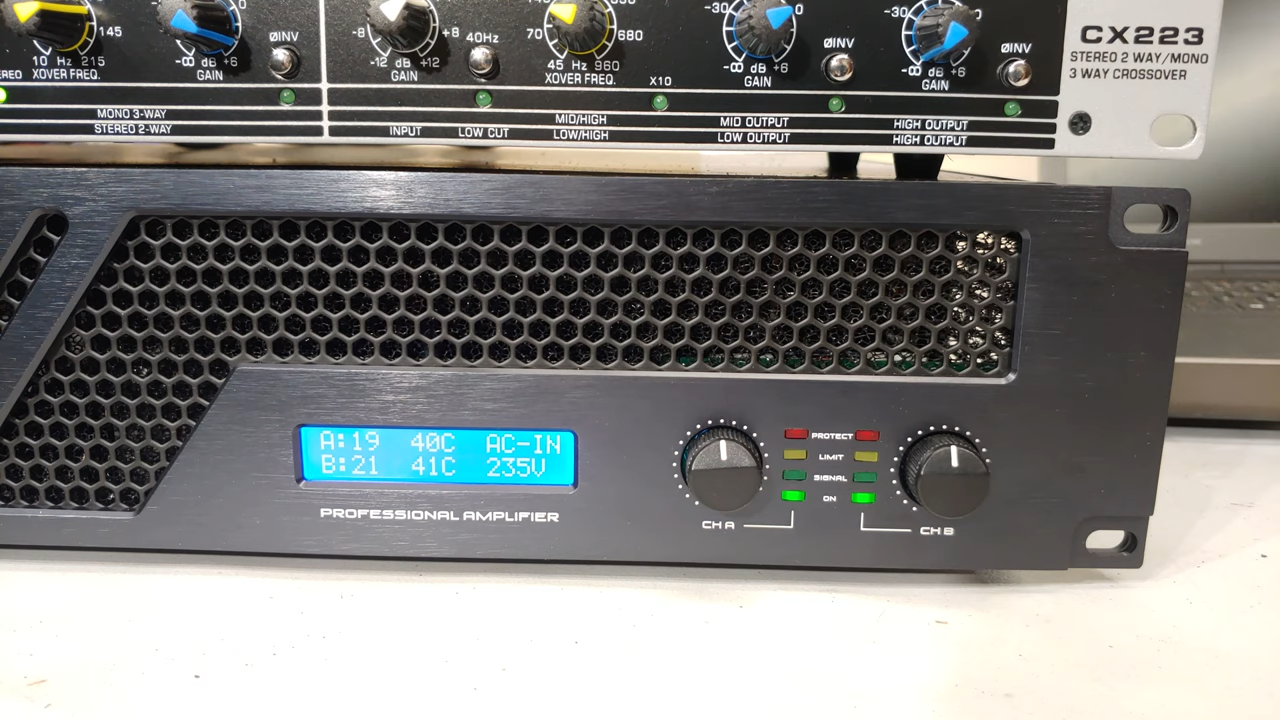 145
10 Hz 215
XOVER FREQ.
0
-∞ dB +6
GAIN
ØINV
-8
+8
-12 dB +12
GAIN
40Hz
70
680
45 Hz 960
XOVER FREQ.
X10
-30
0
-∞ dB +6
GAIN
ØINV
-30
0
-∞ dB +6
GAIN
ØINV
CX223
STEREO 2 WAY/MONO
3 WAY CROSSOVER
MONO 3-WAY
STEREO 2-WAY
INPUT
LOW CUT
MID/HIGH
LOW/HIGH
MID OUTPUT
LOW OUTPUT
HIGH OUTPUT
HIGH OUTPUT
A:19 40C AC-IN
B:21 41C 235V
PROFESSIONAL AMPLIFIER
PROTECT
LIMIT
SIGNAL
ON
CH A
CH B